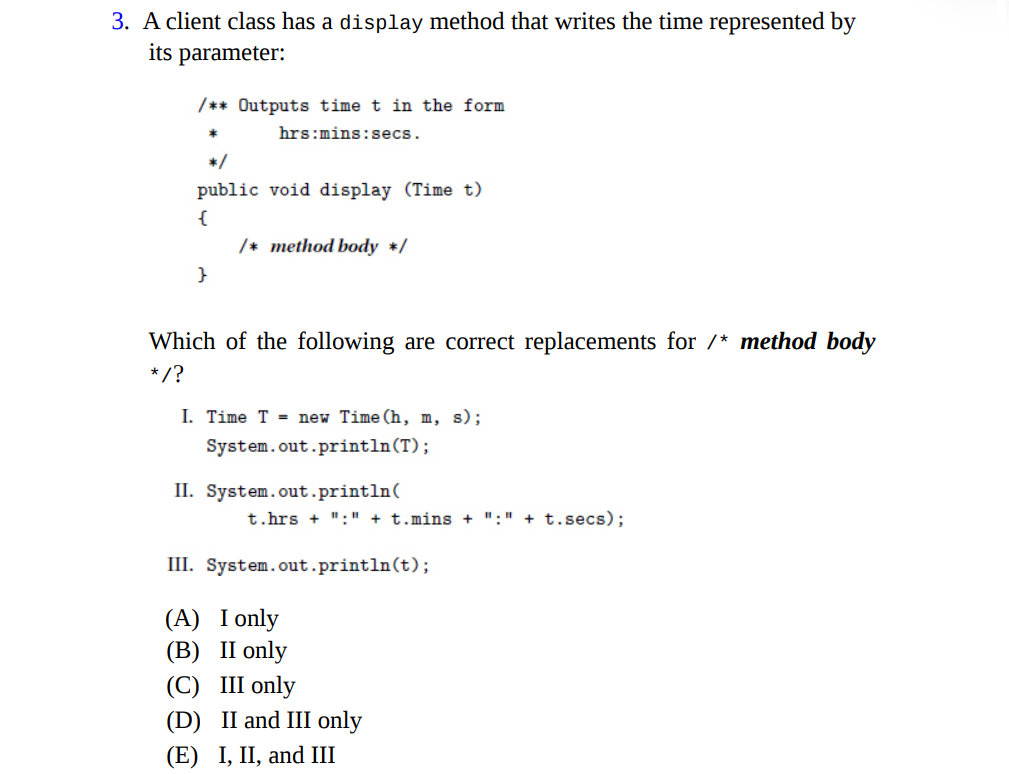 3. A client class has a display method that writes the time represented by
its parameter:
/** Outputs time t in the form
* hrs:mins:secs.
*/
public void display (Time t)
{
/* method body */
}
Which of the following are correct replacements for /* method body
*/?
I. Time T = new Time(h, m, s);
System.out.println(T);
II. System.out.println(
t.hrs + ":" + t.mins + ":" + t.secs);
III. System.out.println(t);
(A) I only
(B) II only
(C) III only
(D) II and III only
(E) I, II, and III